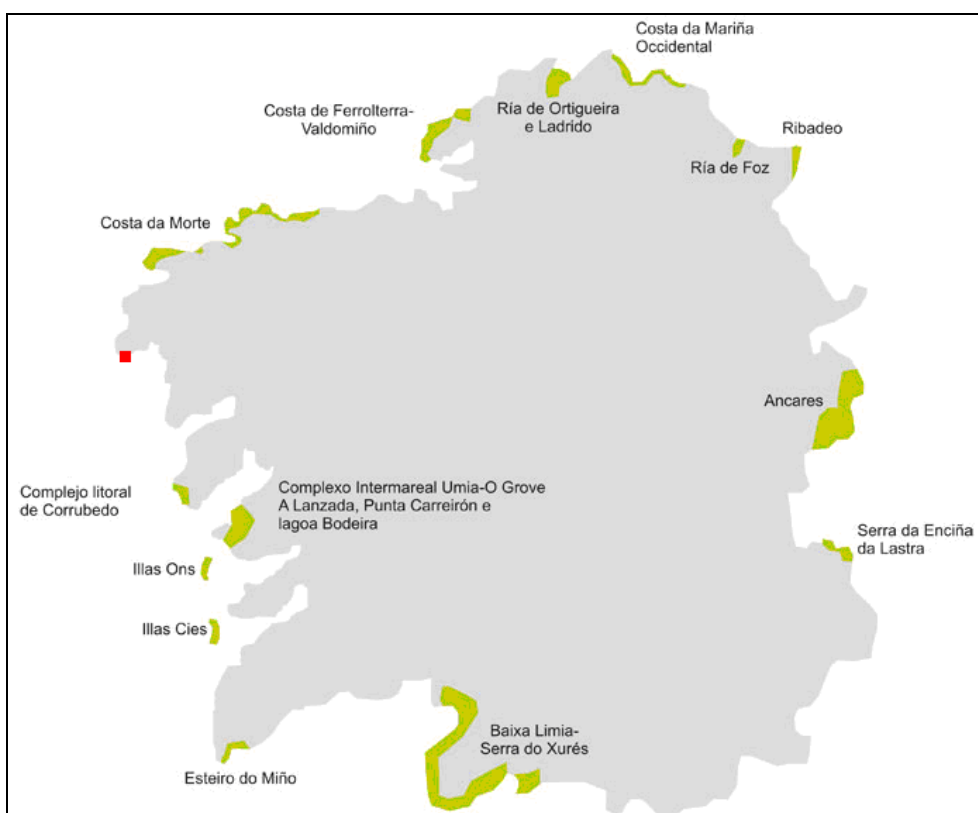 Costa da Mariña
Occidental
Costa de Ferrolterra-
Valdomiño
Ría de Ortigueira
e Ladrido
Ribadeo
Ría de Foz
Costa da Morte
Ancares
Complejo litoral
de Corrubedo
Complexo Intermareal Umia-O Grove
A Lanzada, Punta Carreirón e
lagoa Bodeira
Serra da Enciña
da Lastra
Illas Ons
Illas Cies
Baixa Limia-
Serra do Xurés
Esteiro do Miño